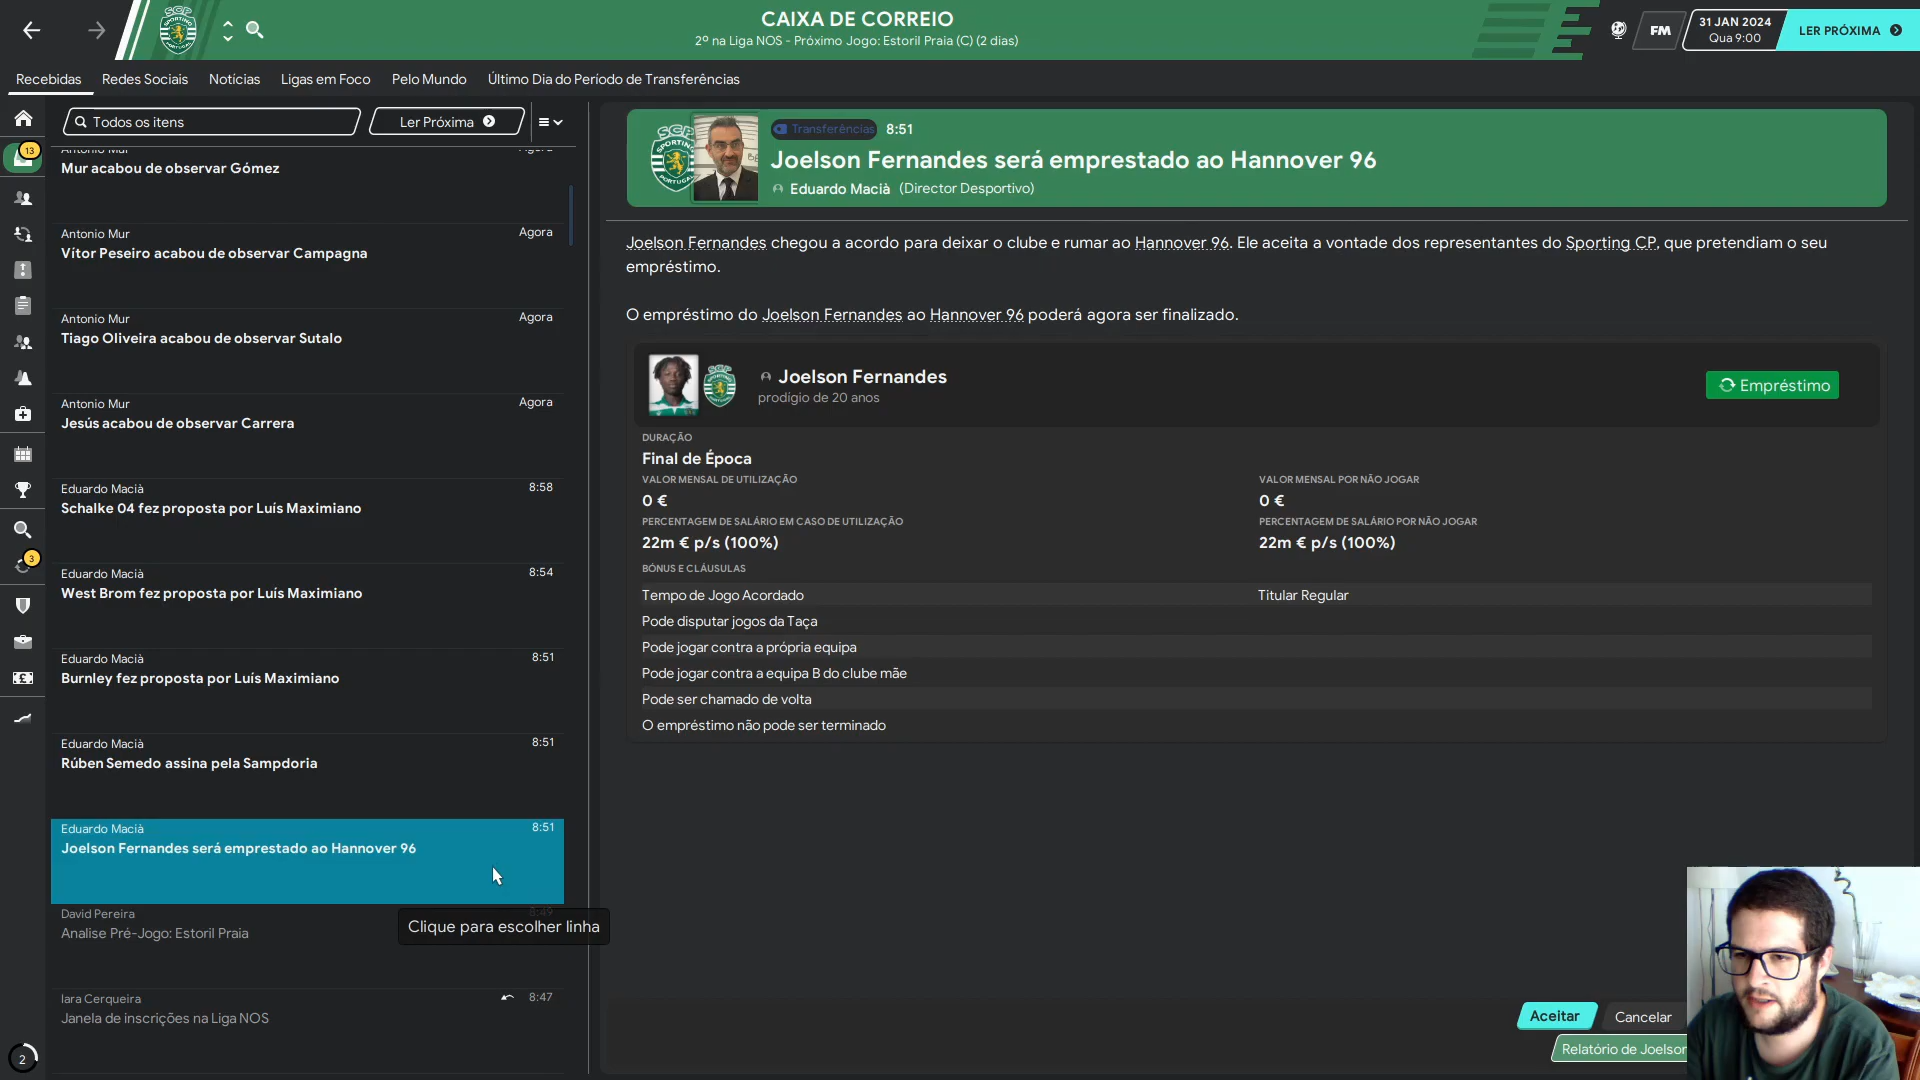 CAIXA DE CORREIO
2º na Liga NOS - Próximo Jogo: Estoril Praia (C) (2 dias)
FM
31 JAN 2024
Qua 9:00
LER PRÓXIMA
Recebidas
Redes Sociais
Notícias
Ligas em Foco
Pelo Mundo
Último Dia do Período de Transferências
Todos os itens
Ler Próxima
13
3
2
Antonio Mur
Agora
Mur acabou de observar Gómez
Antonio Mur
Agora
Vítor Peseiro acabou de observar Campagna
Antonio Mur
Agora
Tiago Oliveira acabou de observar Sutalo
Antonio Mur
Agora
Jesús acabou de observar Carrera
Eduardo Macià
8:58
Schalke 04 fez proposta por Luís Maximiano
Eduardo Macià
8:54
West Brom fez proposta por Luís Maximiano
Eduardo Macià
8:51
Burnley fez proposta por Luís Maximiano
Eduardo Macià
8:51
Rúben Semedo assina pela Sampdoria
Eduardo Macià
8:51
Joelson Fernandes será emprestado ao Hannover 96
David Pereira
8:49
Analise Pré-Jogo: Estoril Praia
Clique para escolher linha
Iara Cerqueira
8:47
Janela de inscrições na Liga NOS
SCP
SPORTING
PORTUGAL
Transferências
8:51
Joelson Fernandes será emprestado ao Hannover 96
Eduardo Macià (Director Desportivo)
Joelson Fernandes chegou a acordo para deixar o clube e rumar ao Hannover 96. Ele aceita a vontade dos representantes do Sporting CP, que pretendiam o seu
empréstimo.
O empréstimo do Joelson Fernandes ao Hannover 96 poderá agora ser finalizado.
Joelson Fernandes
prodígio de 20 anos
Empréstimo
DURAÇÃO
Final de Época
VALOR MENSAL DE UTILIZAÇÃO
VALOR MENSAL POR NÃO JOGAR
0 €
0 €
PERCENTAGEM DE SALÁRIO EM CASO DE UTILIZAÇÃO
PERCENTAGEM DE SALÁRIO POR NÃO JOGAR
22m € p/s (100%)
22m € p/s (100%)
BÓNUS E CLÁUSULAS
Tempo de Jogo Acordado
Titular Regular
Pode disputar jogos da Taça
Pode jogar contra a própria equipa
Pode jogar contra a equipa B do clube mãe
Pode ser chamado de volta
O empréstimo não pode ser terminado
Aceitar
Cancelar
Relatório de Joelson